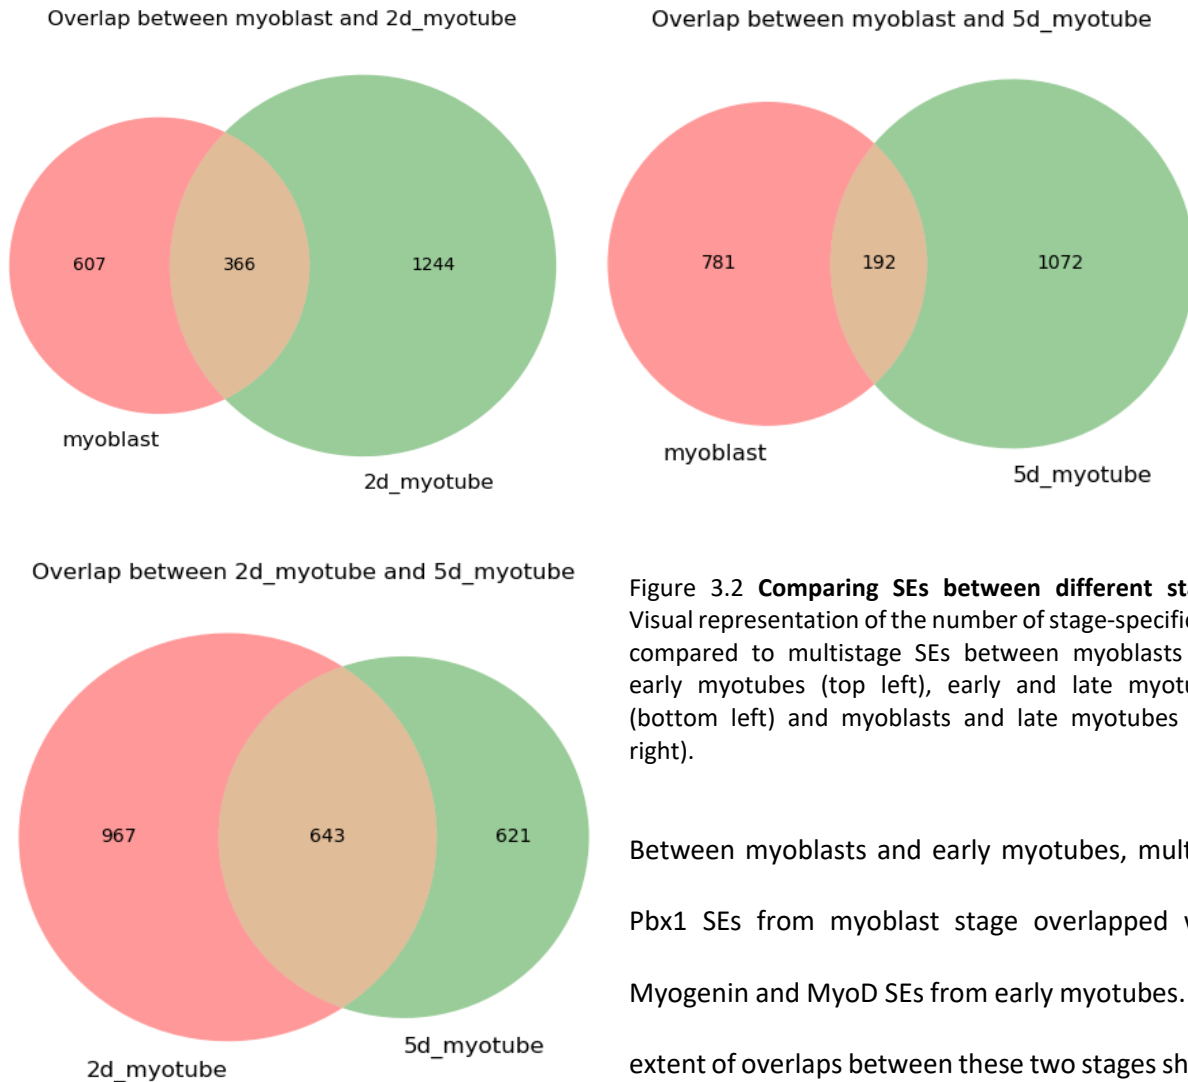 Overlap between myoblast and 2d_myotube
607
366
1244
myoblast
2d_myotube
Overlap between myoblast and 5d_myotube
781
192
1072
myoblast
5d_myotube
Overlap between 2d_myotube and 5d_myotube
967
643
621
5d_myotube
2d_myotube
Figure 3.2 Comparing SEs between different
Visual representation of the number of stage-specific
compared to multistage SEs between myoblasts
early myotubes (top left), early and late
(bottom left) and myoblasts and late myotubes
right).
Between myoblasts and early myotubes,
Pbx1 SEs from myoblast stage overlapped
Myogenin and MyoD SEs from early myotubes.
extent of overlaps between these two stages